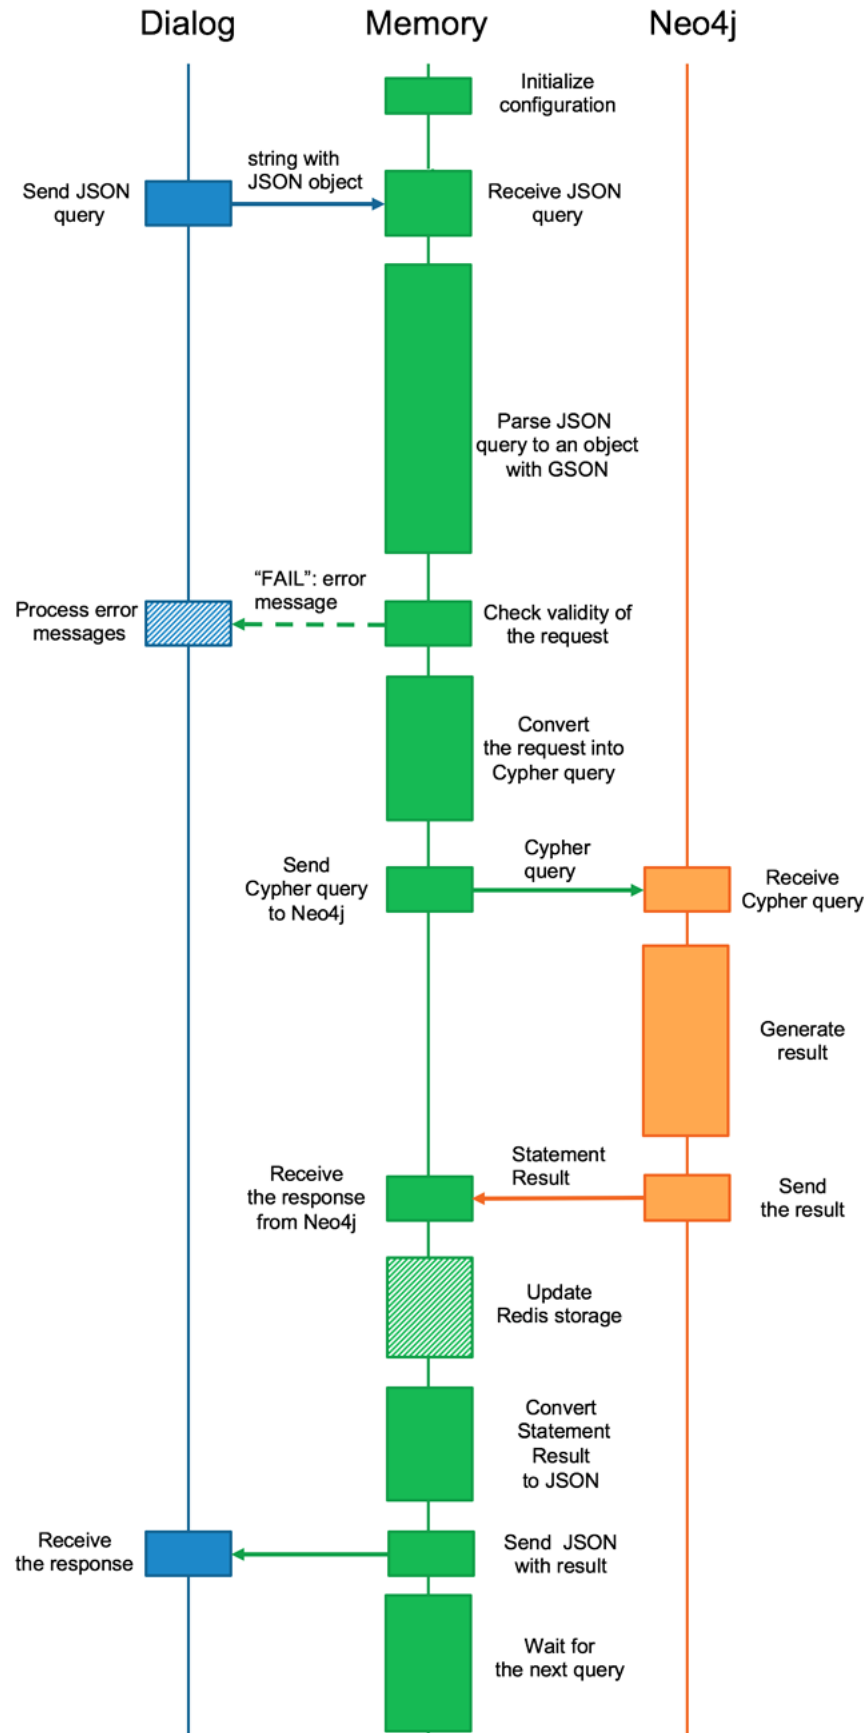 Dialog
Memory
Neo4j
Initialize
configuration
string with
JSON object
Send JSON
query
Receive JSON
query
Parse JSON
query to an object
with GSON
“FAIL”: error
message
Process error
messages
Check validity of
the request
Convert
the request into
Cypher query
Send
Cypher query
to Neo4j
Cypher
query
Receive
Cypher query
Generate
result
Statement
Result
Receive
the response
from Neo4j
Send
the result
Update
Redis storage
Convert
Statement
Result
to JSON
Receive
the response
Send JSON
with result
Wait for
the next query